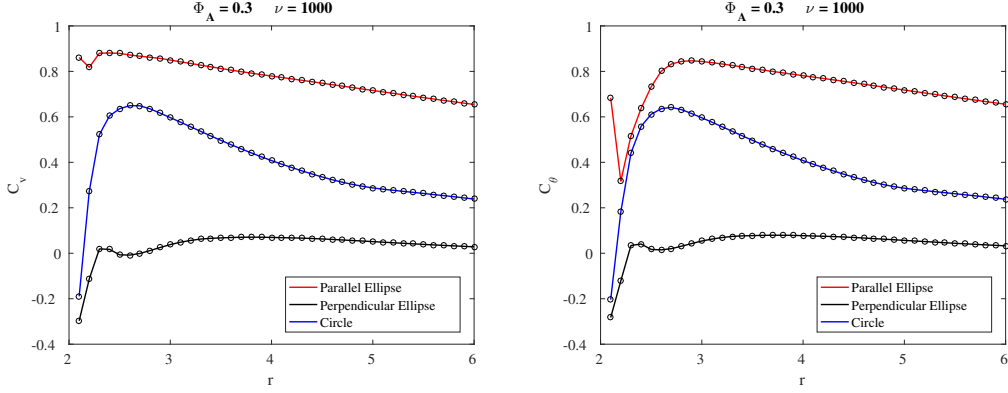 Φ_A = 0.3 ν = 1000
1
0.8
0.6
0.4
0.2
0
-0.2
-0.4
C_v
Parallel Ellipse
Perpendicular Ellipse
Circle
2 3 4 5 6
r
Φ_A = 0.3 ν = 1000
1
0.8
0.6
0.4
0.2
0
-0.2
-0.4
C_θ
Parallel Ellipse
Perpendicular Ellipse
Circle
2 3 4 5 6
r